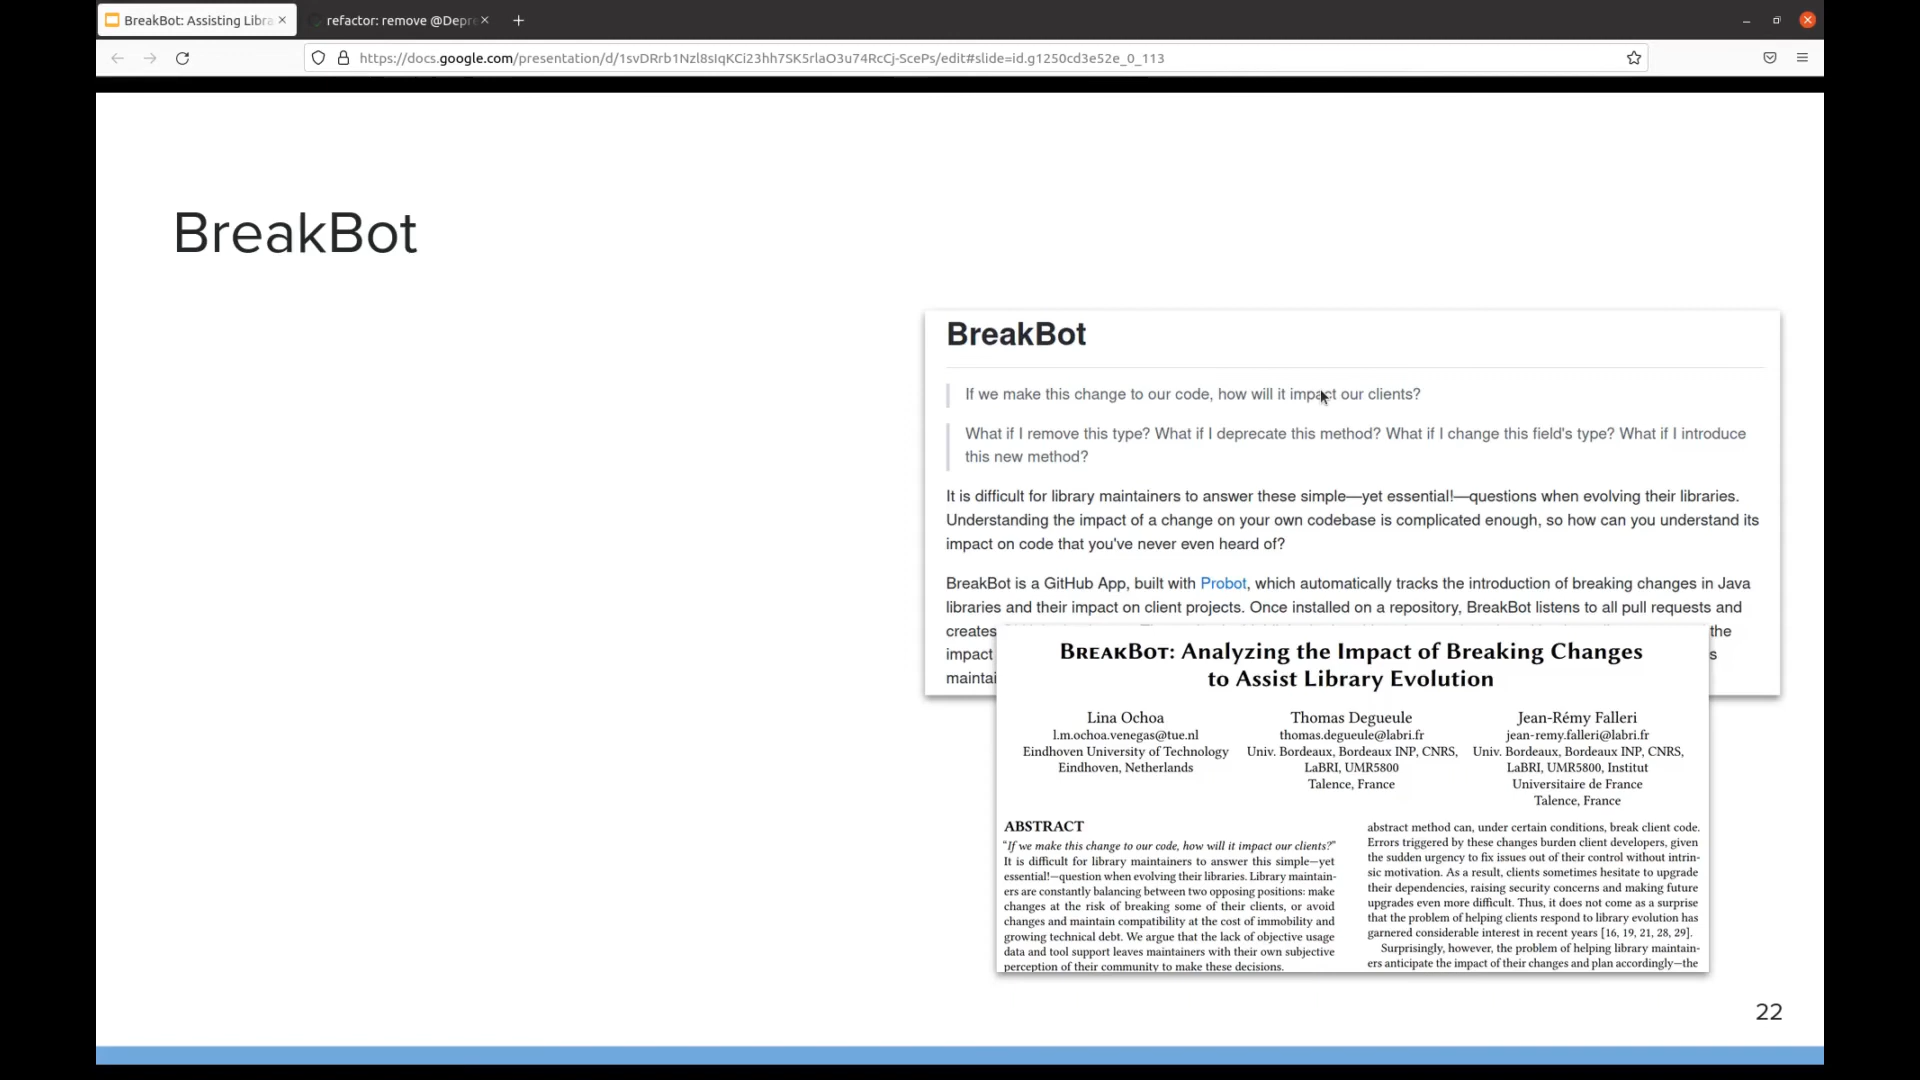 BreakBot: Assisting Libra
refactor: remove @Depre
https://docs.google.com/presentation/d/1svDRrb1Nzl8sIqKCi23hh7SK5rlaO3u74RcCj-ScePs/edit#slide=id.g1250cd3e52e_0_113
BreakBot
BreakBot
If we make this change to our code, how will it impact our clients?
What if I remove this type? What if I deprecate this method? What if I change this field's type? What if I introduce
this new method?
It is difficult for library maintainers to answer these simple—yet essential!—questions when evolving their libraries.
Understanding the impact of a change on your own codebase is complicated enough, so how can you understand its
impact on code that you've never even heard of?
BreakBot is a GitHub App, built with Probot, which automatically tracks the introduction of breaking changes in Java
libraries and their impact on client projects. Once installed on a repository, BreakBot listens to all pull requests and
creates the
impact s
maintai
BREAKBOT: Analyzing the Impact of Breaking Changes
to Assist Library Evolution
Lina Ochoa
l.m.ochoa.venegas@tue.nl
Eindhoven University of Technology
Eindhoven, Netherlands
Thomas Degueule
thomas.degueule@labri.fr
Univ. Bordeaux, Bordeaux INP, CNRS,
LaBRI, UMR5800
Talence, France
Jean-Rémy Falleri
jean-remy.falleri@labri.fr
Univ. Bordeaux, Bordeaux INP, CNRS,
LaBRI, UMR5800, Institut
Universitaire de France
Talence, France
ABSTRACT
"If we make this change to our code, how will it impact our clients?"
It is difficult for library maintainers to answer this simple—yet
essential!—question when evolving their libraries. Library maintain-
ers are constantly balancing between two opposing positions: make
changes at the risk of breaking some of their clients, or avoid
changes and maintain compatibility at the cost of immobility and
growing technical debt. We argue that the lack of objective usage
data and tool support leaves maintainers with their own subjective
perception of their community to make these decisions.
abstract method can, under certain conditions, break client code.
Errors triggered by these changes burden client developers, given
the sudden urgency to fix issues out of their control without intrin-
sic motivation. As a result, clients sometimes hesitate to upgrade
their dependencies, raising security concerns and making future
upgrades even more difficult. Thus, it does not come as a surprise
that the problem of helping clients respond to library evolution has
garnered considerable interest in recent years [16, 19, 21, 28, 29].
Surprisingly, however, the problem of helping library maintain-
ers anticipate the impact of their changes and plan accordingly—the
22